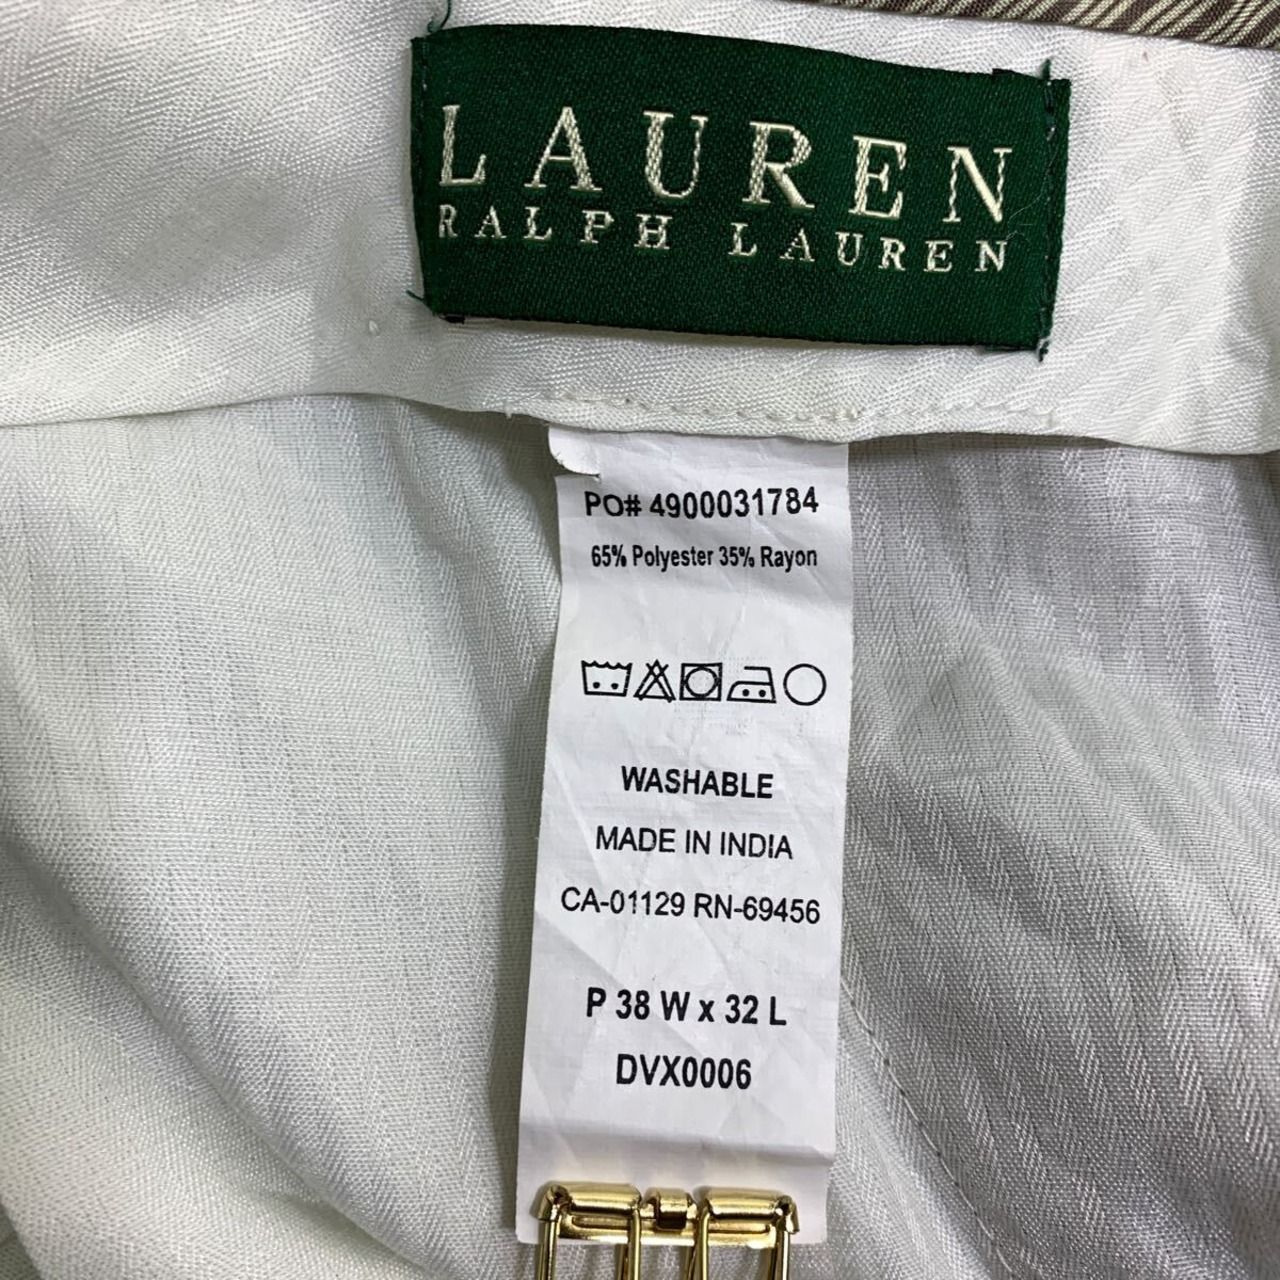 LAUREN
RALPH LAUREN
PO# 4900031784
65% Polyester 35% Rayon
WASHABLE
MADE IN INDIA
CA-01129 RN-69456
P 38 W x 32 L
DVX0006